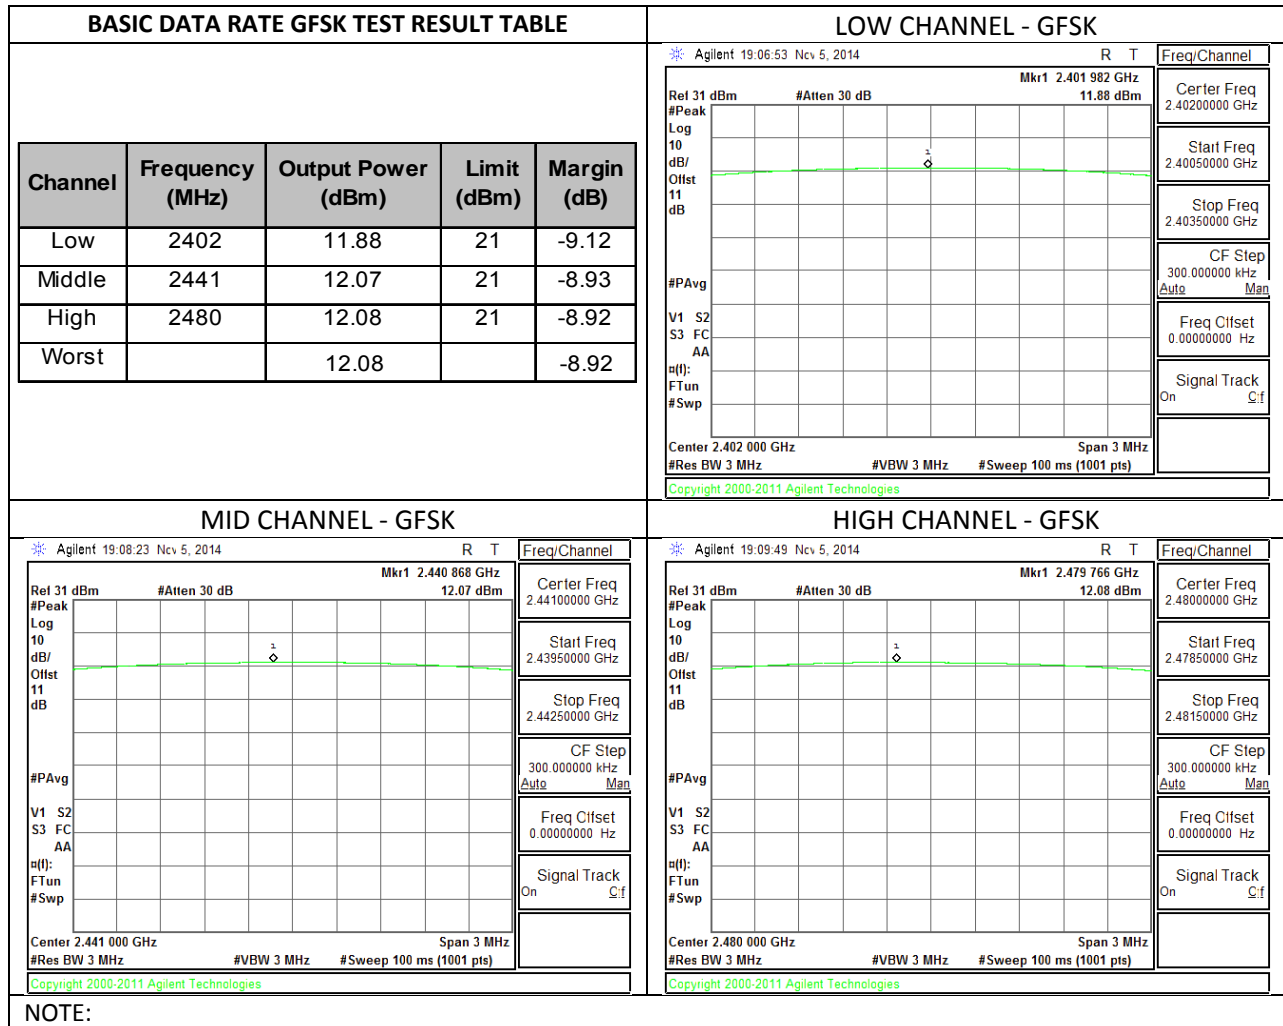 BASIC DATA RATE GFSK TEST RESULT TABLE
Channel Frequency (MHz) Output Power (dBm) Limit (dBm) Margin (dB)
Low 2402 11.88 21 -9.12
Middle 2441 12.07 21 -8.93
High 2480 12.08 21 -8.92
Worst 12.08 -8.92
LOW CHANNEL - GFSK
Agilent 19:06:53 Nov 5, 2014 R T
Mkr1 2.401 982 GHz
Ref 31 dBm #Atten 30 dB 11.88 dBm
#Peak
Log
10
dB/
Offst
11
dB
#PAvg
V1 S2
S3 FC
AA
¤(f):
FTun
#Swp
1
Center 2.402 000 GHz Span 3 MHz
#Res BW 3 MHz #VBW 3 MHz #Sweep 100 ms (1001 pts)
Copyright 2000-2011 Agilent Technologies
Freq/Channel
Center Freq
2.40200000 GHz
Start Freq
2.40050000 GHz
Stop Freq
2.40350000 GHz
CF Step
300.000000 kHz
Auto Man
Freq Offset
0.00000000 Hz
Signal Track
On Off
MID CHANNEL - GFSK
Agilent 19:08:23 Nov 5, 2014 R T
Mkr1 2.440 868 GHz
Ref 31 dBm #Atten 30 dB 12.07 dBm
#Peak
Log
10
dB/
Offst
11
dB
#PAvg
V1 S2
S3 FC
AA
¤(f):
FTun
#Swp
1
Center 2.441 000 GHz Span 3 MHz
#Res BW 3 MHz #VBW 3 MHz #Sweep 100 ms (1001 pts)
Copyright 2000-2011 Agilent Technologies
Freq/Channel
Center Freq
2.44100000 GHz
Start Freq
2.43950000 GHz
Stop Freq
2.44250000 GHz
CF Step
300.000000 kHz
Auto Man
Freq Offset
0.00000000 Hz
Signal Track
On Off
HIGH CHANNEL - GFSK
Agilent 19:09:49 Nov 5, 2014 R T
Mkr1 2.479 766 GHz
Ref 31 dBm #Atten 30 dB 12.08 dBm
#Peak
Log
10
dB/
Offst
11
dB
#PAvg
V1 S2
S3 FC
AA
¤(f):
FTun
#Swp
1
Center 2.480 000 GHz Span 3 MHz
#Res BW 3 MHz #VBW 3 MHz #Sweep 100 ms (1001 pts)
Copyright 2000-2011 Agilent Technologies
Freq/Channel
Center Freq
2.48000000 GHz
Start Freq
2.47850000 GHz
Stop Freq
2.48150000 GHz
CF Step
300.000000 kHz
Auto Man
Freq Offset
0.00000000 Hz
Signal Track
On Off
NOTE: